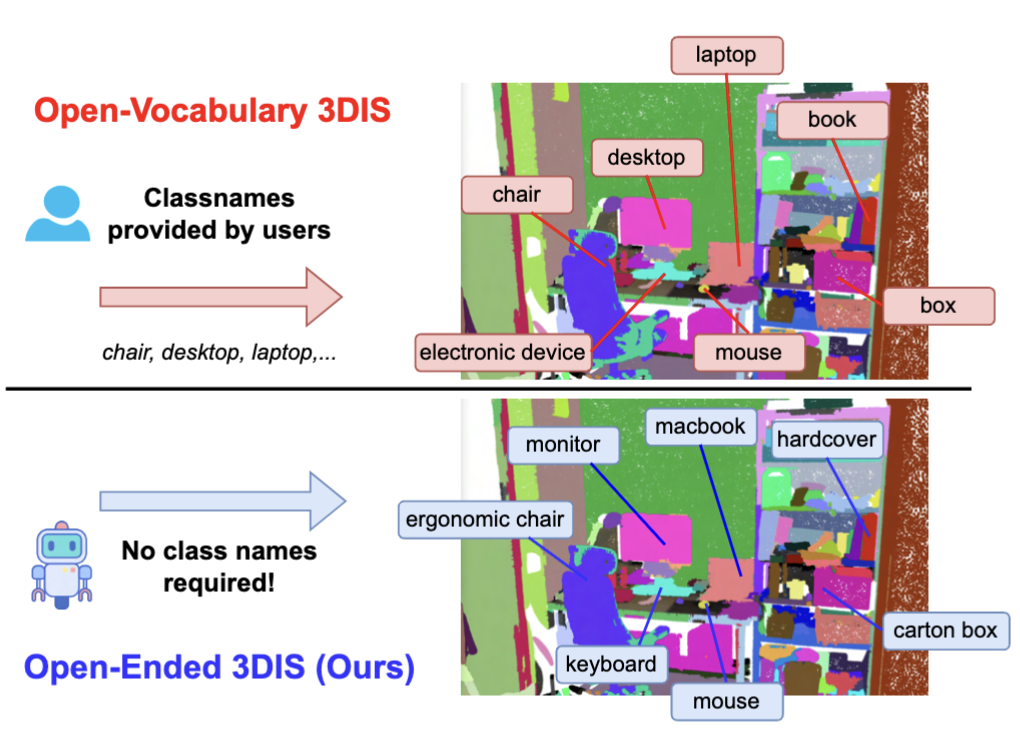 laptop
Open-Vocabulary 3DIS
book
desktop
chair
Classnames
provided by users
box
chair, desktop, laptop,...
electronic device
mouse
macbook
monitor
hardcover
ergonomic chair
No class names
required!
carton box
keyboard
Open-Ended 3DIS (Ours)
mouse